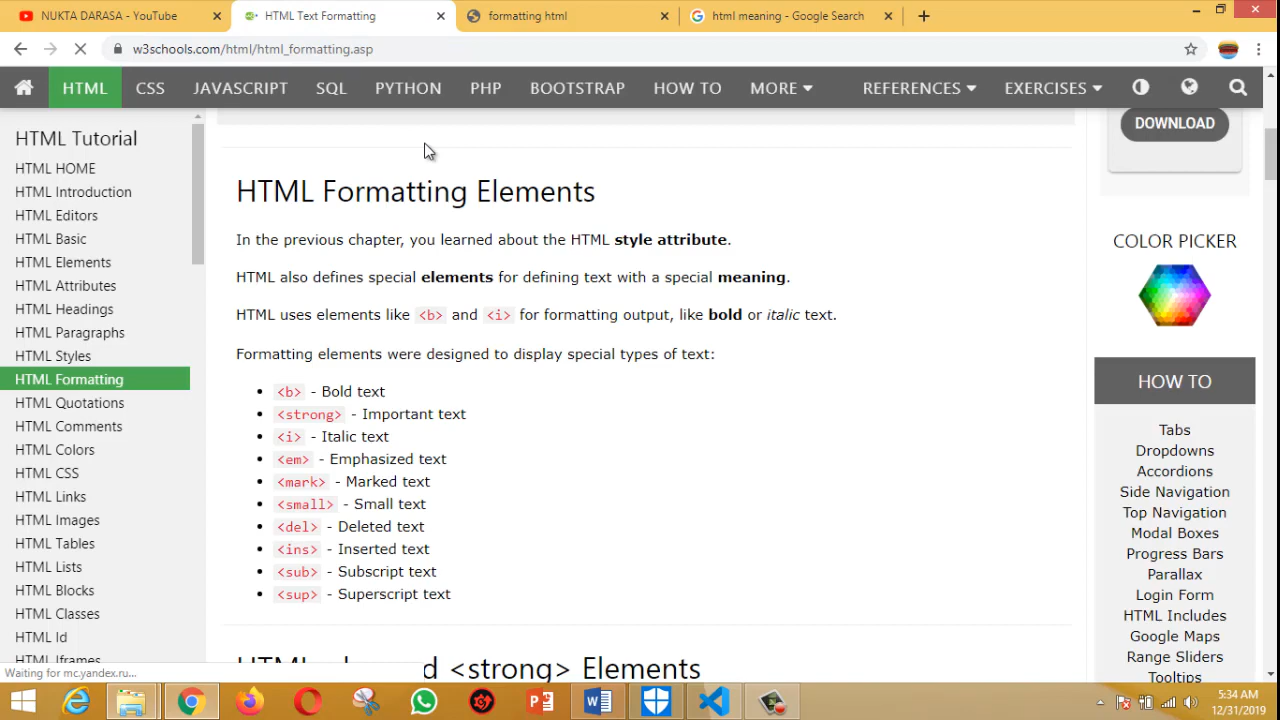 NUKTA DARASA - YouTube
HTML Text Formatting
formatting html
html meaning - Google Search
w3schools.com/html/html_formatting.asp
HTML
CSS
JAVASCRIPT
SQL
PYTHON
PHP
BOOTSTRAP
HOW TO
MORE
REFERENCES
EXERCISES
HTML Tutorial
HTML HOME
HTML Introduction
HTML Editors
HTML Basic
HTML Elements
HTML Attributes
HTML Headings
HTML Paragraphs
HTML Styles
HTML Formatting
HTML Quotations
HTML Comments
HTML Colors
HTML CSS
HTML Links
HTML Images
HTML Tables
HTML Lists
HTML Blocks
HTML Classes
HTML Id
HTML Iframes
Waiting for mc.yandex.ru...
HTML Formatting Elements
In the previous chapter, you learned about the HTML style attribute.
HTML also defines special elements for defining text with a special meaning.
HTML uses elements like <b> and <i> for formatting output, like bold or italic text.
Formatting elements were designed to display special types of text:
<b> - Bold text
<strong> - Important text
<i> - Italic text
<em> - Emphasized text
<mark> - Marked text
<small> - Small text
<del> - Deleted text
<ins> - Inserted text
<sub> - Subscript text
<sup> - Superscript text
<strong> Elements
DOWNLOAD
COLOR PICKER
HOW TO
Tabs
Dropdowns
Accordions
Side Navigation
Top Navigation
Modal Boxes
Progress Bars
Parallax
Login Form
HTML Includes
Google Maps
Range Sliders
Tooltips
5:34 AM
12/31/2019